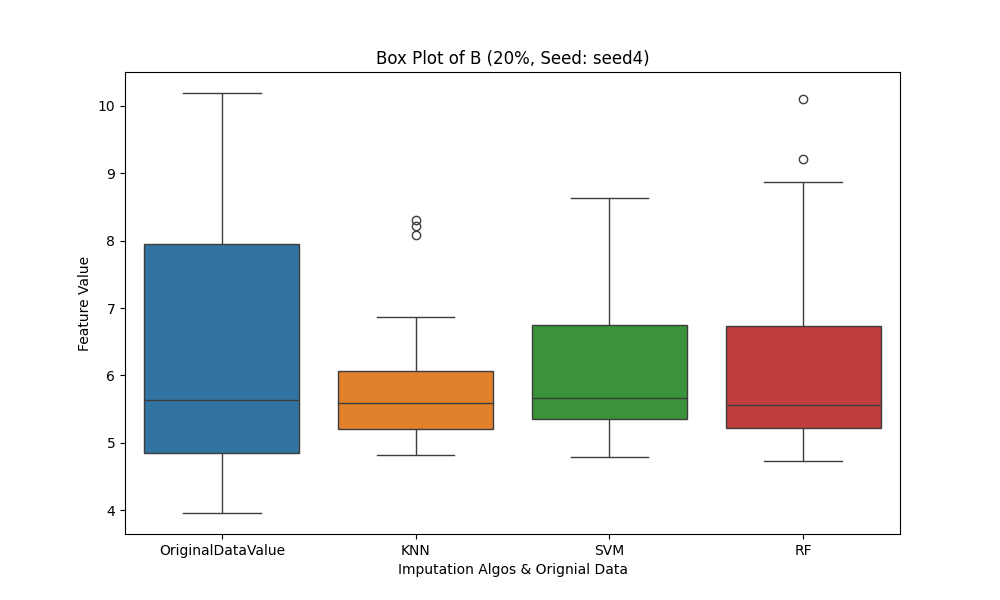 Box Plot of B (20%, Seed: seed4)
Feature Value
10
9
8
7
6
5
4
OriginalDataValue
KNN
SVM
RF
Imputation Algos & Orignial Data